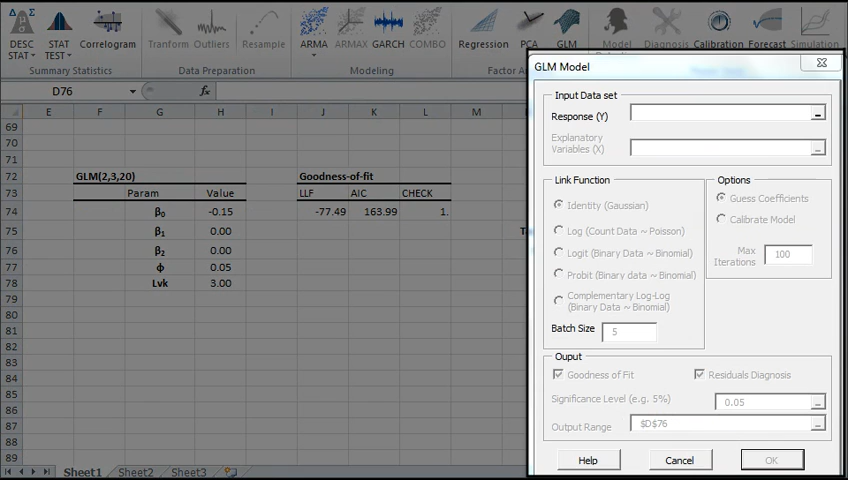 DESC STAT
STAT TEST
Correlogram
Tranform
Outliers
Resample
ARMA
ARMAX
GARCH
COMBO
Regression
PCA
GLM
Model
Diagnosis
Calibration
Forecast
Simulation
Summary Statistics
Data Preparation
Modeling
Factor A
D76
fx
E F G H I J K L M
69
70
71
72 GLM(2,3,20) Goodness-of-fit
73 Param Value LLF AIC CHECK
74 β0 -0.15 -77.49 163.99 1.
75 β1 0.00
76 β2 0.00
77 ϕ 0.05
78 Lvk 3.00
79
80
81
82
83
84
85
86
87
88
89
Sheet1 Sheet2 Sheet3
GLM Model
Input Data set
Response (Y)
Explanatory
Variables (X)
Link Function
Identity (Gaussian)
Log (Count Data ~ Poisson)
Logit (Binary Data ~ Binomial)
Probit (Binary data ~ Binomial)
Complementary Log-Log
(Binary Data ~ Binomial)
Batch Size 5
Options
Guess Coefficients
Calibrate Model
Max
Iterations 100
Ouput
Goodness of Fit
Residuals Diagnosis
Significance Level (e.g. 5%) 0.05
Output Range $D$76
Help Cancel OK